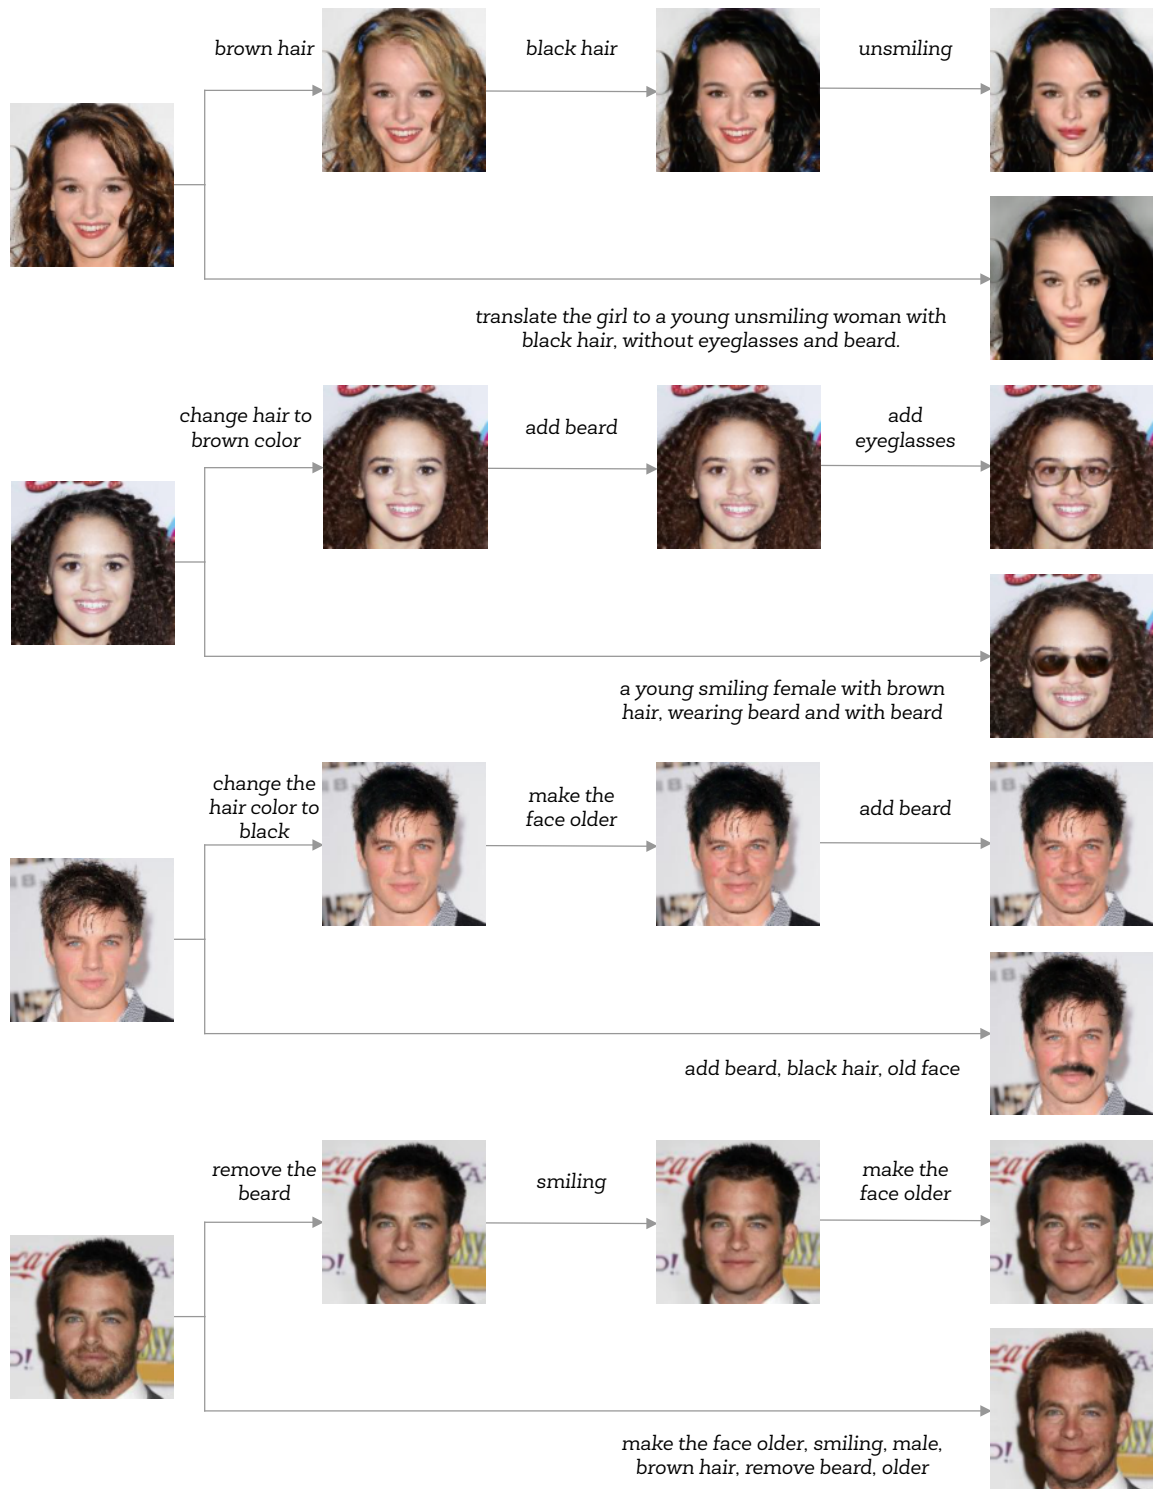 brown hair
black hair
unsmiling
translate the girl to a young unsmiling woman with
black hair, without eyeglasses and beard.
change hair to
brown color
add beard
add
eyeglasses
a young smiling female with brown
hair, wearing beard and with beard
change the
hair color to
black
make the
face older
add beard
add beard, black hair, old face
remove the
beard
smiling
make the
face older
make the face older, smiling, male,
brown hair, remove beard, older